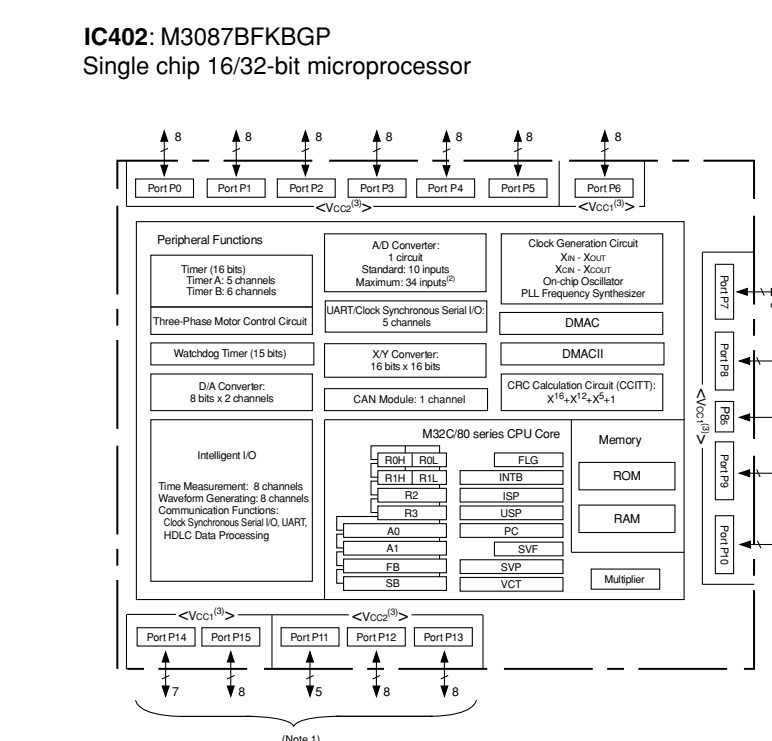 IC402: M3087BFKBGP
Single chip 16/32-bit microprocessor
8 8 8 8 8 8 8
Port P0 Port P1 Port P2 Port P3 Port P4 Port P5 Port P6
<VCC2(3)> <VCC1(3)>
Peripheral Functions
Timer (16 bits)
Timer A: 5 channels
Timer B: 6 channels
Three-Phase Motor Control Circuit
Watchdog Timer (15 bits)
D/A Converter:
8 bits x 2 channels
A/D Converter:
1 circuit
Standard: 10 inputs
Maximum: 34 inputs(2)
UART/Clock Synchronous Serial I/O:
5 channels
X/Y Converter:
16 bits x 16 bits
CAN Module: 1 channel
Clock Generation Circuit
XIN - XOUT
XCIN - XCOUT
On-chip Oscillator
PLL Frequency Synthesizer
DMAC
DMACII
CRC Calculation Circuit (CCITT):
X16+X12+X5+1
Intelligent I/O
Time Measurement: 8 channels
Waveform Generating: 8 channels
Communication Functions:
Clock Synchronous Serial I/O, UART,
HDLC Data Processing
M32C/80 series CPU Core
R0H R0L
R1H R1L
R2
R3
A0
A1
FB
SB
FLG
INTB
ISP
USP
PC
SVF
SVP
VCT
Memory
ROM
RAM
Multiplier
Port P7
Port P8
P85
Port P9
Port P10
<VCC1(3)>
<VCC1(3)> <VCC2(3)>
Port P14 Port P15 Port P11 Port P12 Port P13
7 8 5 8 8
(Note 1)